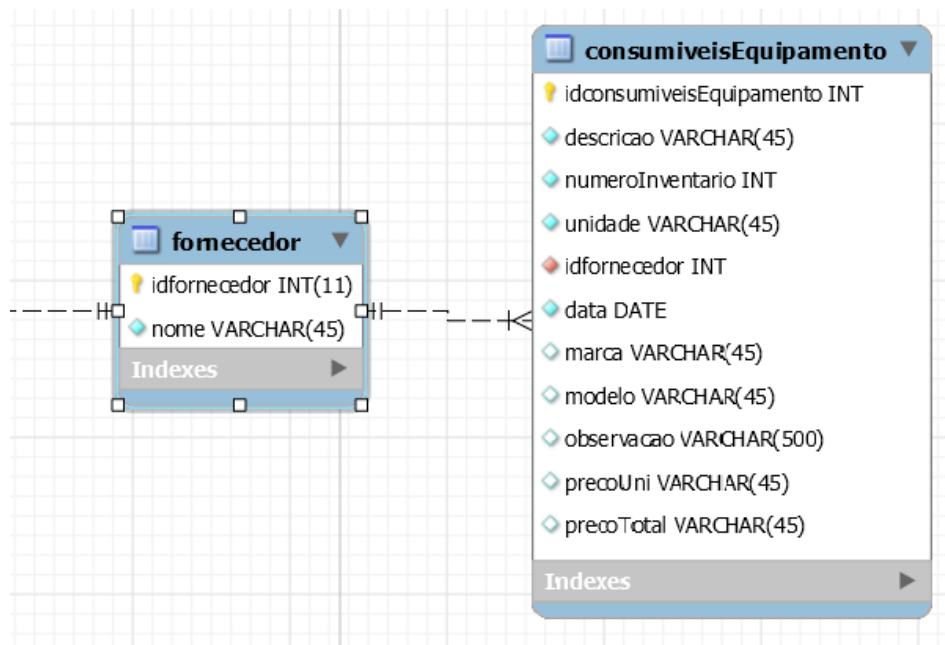 fornecedor
idfornecedor INT(11)
nome VARCHAR(45)
Indexes
consumiveisEquipamento
idconsumiveisEquipamento INT
descricao VARCHAR(45)
numeroInventario INT
unidade VARCHAR(45)
idfornecedor INT
data DATE
marca VARCHAR(45)
modelo VARCHAR(45)
observacao VARCHAR(500)
precoUni VARCHAR(45)
precoTotal VARCHAR(45)
Indexes